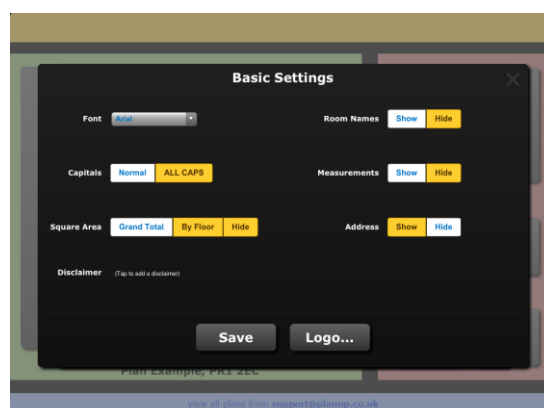 Basic Settings
Font Arial Room Names Show Hide
Capitals Normal ALL CAPS Measurements Show Hide
Square Area Grand Total By Floor Hide Address Show Hide
Disclaimer (Tap to add a disclaimer)
Save Logo...
Plan Example, PR1 2EC
view all plans from support@planup.co.uk